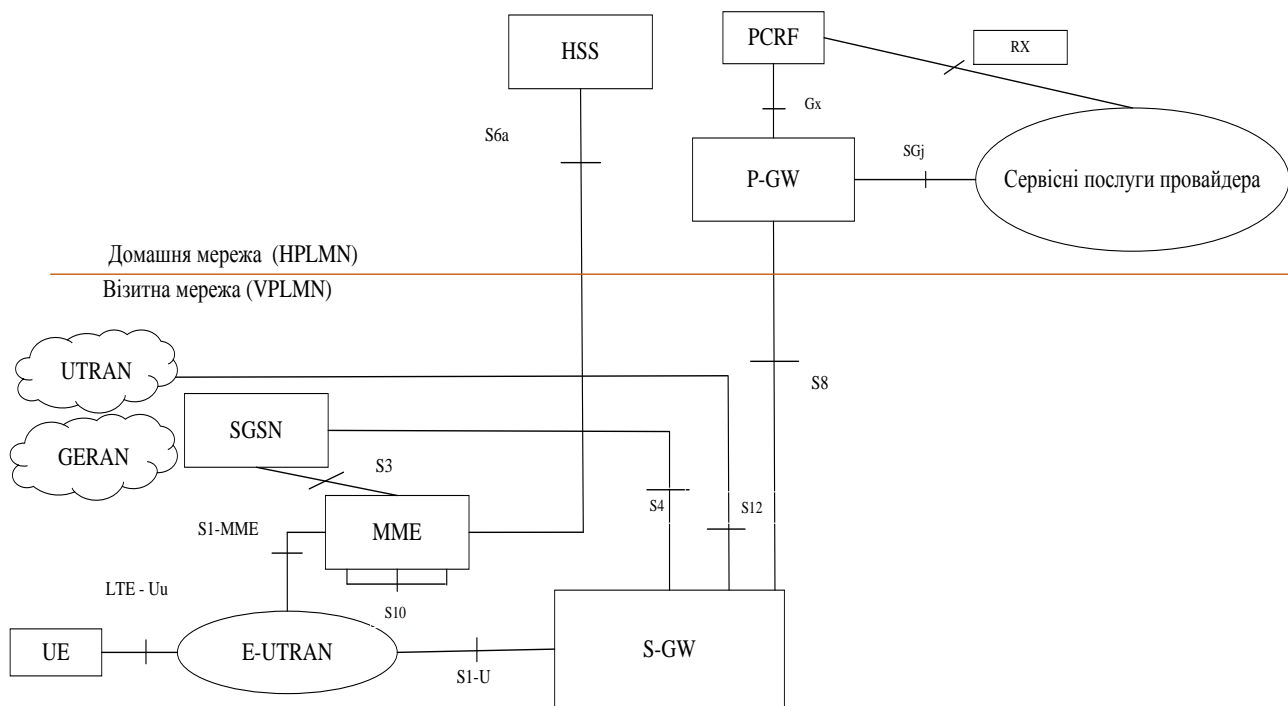 HSS
PCRF
RX
Gx
S6a
SGj
P-GW
Сервісні послуги провайдера
Домашня мережа (HPLMN)
Візитна мережа (VPLMN)
UTRAN
S8
SGSN
GERAN
S3
S4
S12
S1-MME
MME
LTE - Uu
S10
UE
E-UTRAN
S-GW
S1-U